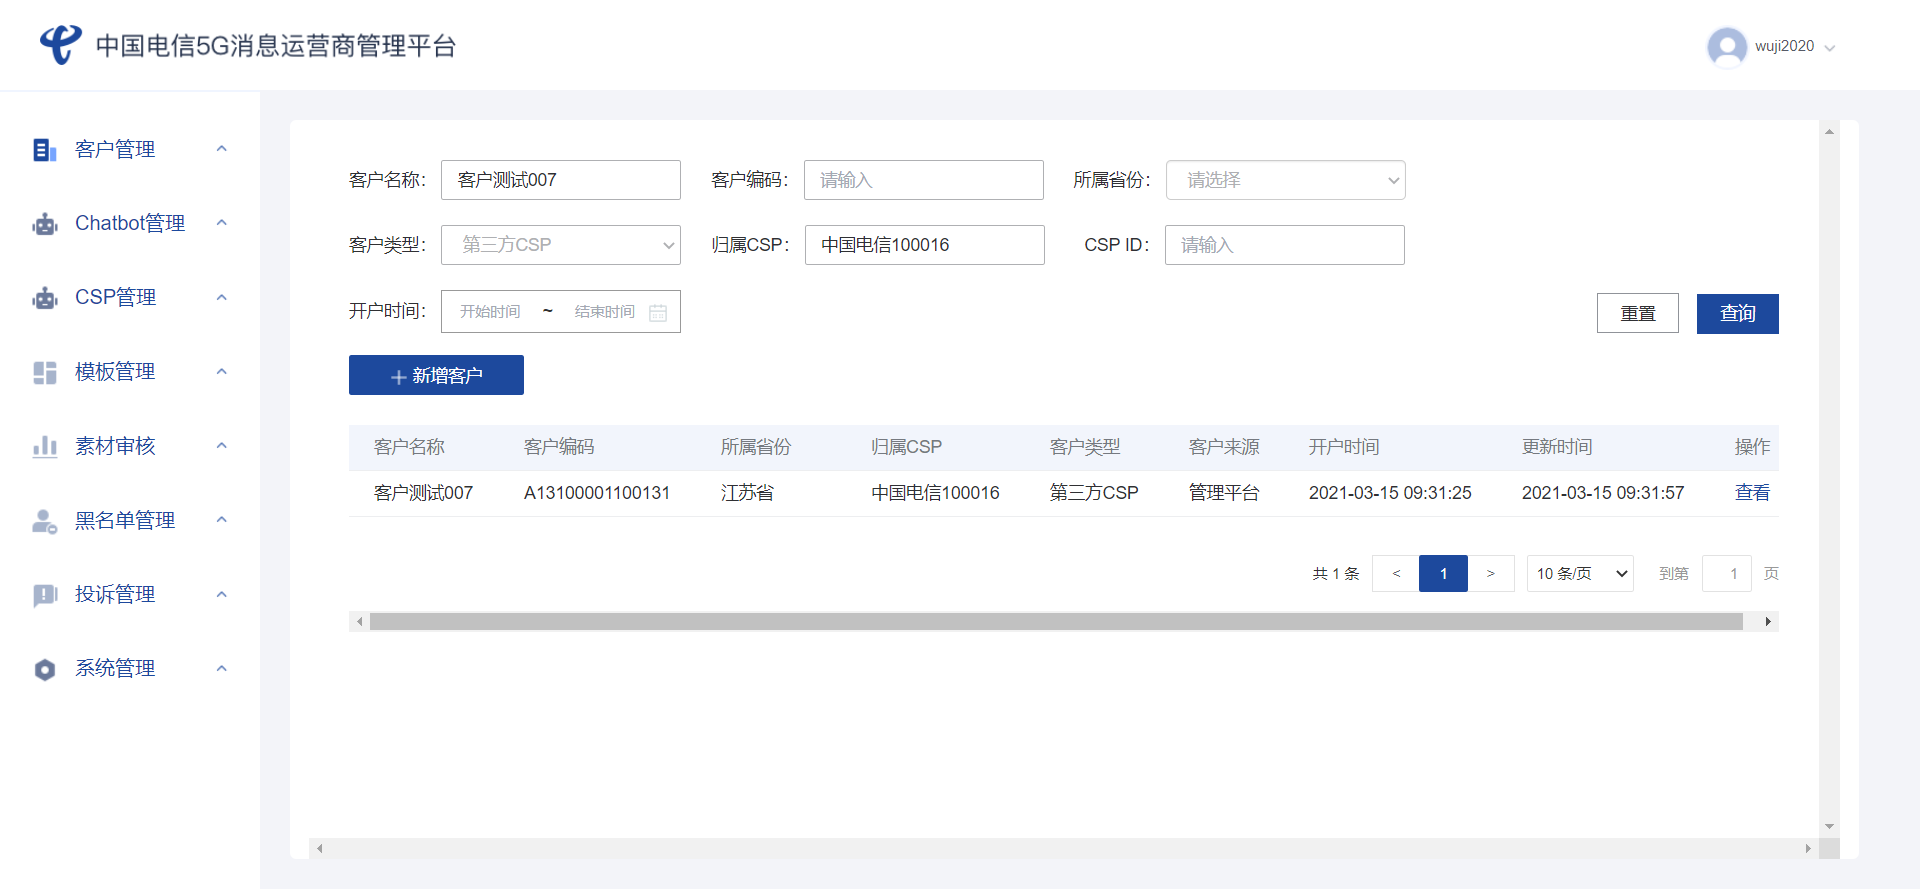 中国电信5G消息运营商管理平台
wuji2020
客户管理
Chatbot管理
CSP管理
模板管理
素材审核
黑名单管理
投诉管理
系统管理
客户名称： 客户测试007 客户编码： 请输入 所属省份： 请选择
客户类型： 第三方CSP 归属CSP： 中国电信100016 CSP ID： 请输入
开户时间： 开始时间 ~ 结束时间 重置 查询
新增客户
客户名称 客户编码 所属省份 归属CSP 客户类型 客户来源 开户时间 更新时间 操作
客户测试007 A13100001100131 江苏省 中国电信100016 第三方CSP 管理平台 2021-03-15 09:31:25 2021-03-15 09:31:57 查看
共 1 条 < 1 > 10 条/页 到第 1 页